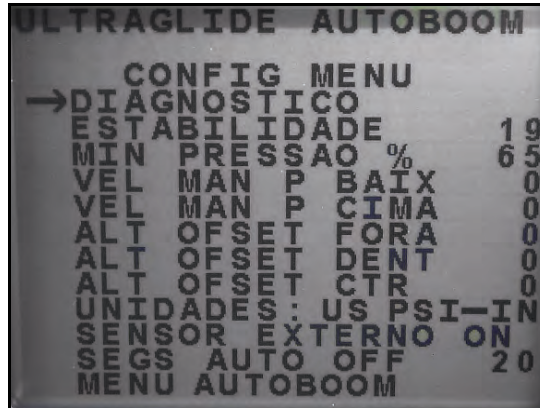 ULTRAGLIDE AUTOBOOM
CONFIG MENU
→DIAGNOSTICO
ESTABILIDADE 19
MIN PRESSAO % 65
VEL MAN P BAIX 0
VEL MAN P CIMA 0
ALT OFSET FORA 0
ALT OFSET DENT 0
ALT OFSET CTR 0
UNIDADES: US PSI-IN
SENSOR EXTERNO ON
SEGS AUTO OFF 20
MENU AUTOBOOM